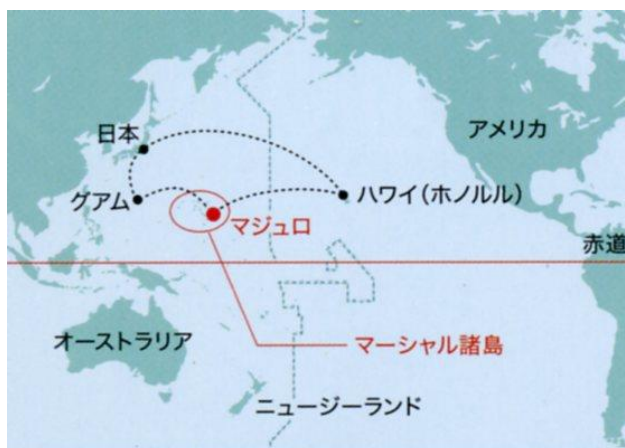 アメリカ
日本
グアム
ハワイ（ホノルル）
マジュロ
赤道
オーストラリア
マーシャル諸島
ニュージーランド